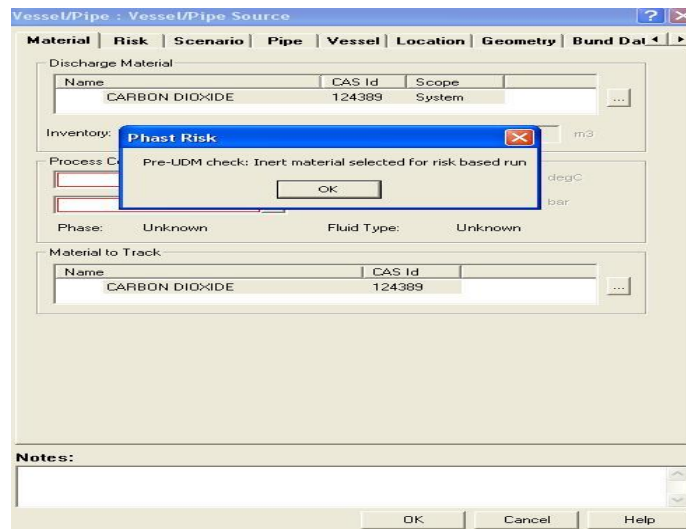 Vessel/Pipe : Vessel/Pipe Source
Material Risk Scenario Pipe Vessel Location Geometry Bund Dat
Discharge Material
Name CAS Id Scope
CARBON DIOXIDE 124389 System
...
Inventory: m3
Phast Risk
Pre-UDM check: Inert material selected for risk based run
OK
Process Co
degC
bar
Phase: Unknown Fluid Type: Unknown
Material to Track
Name CAS Id
CARBON DIOXIDE 124389
...
Notes:
OK Cancel Help